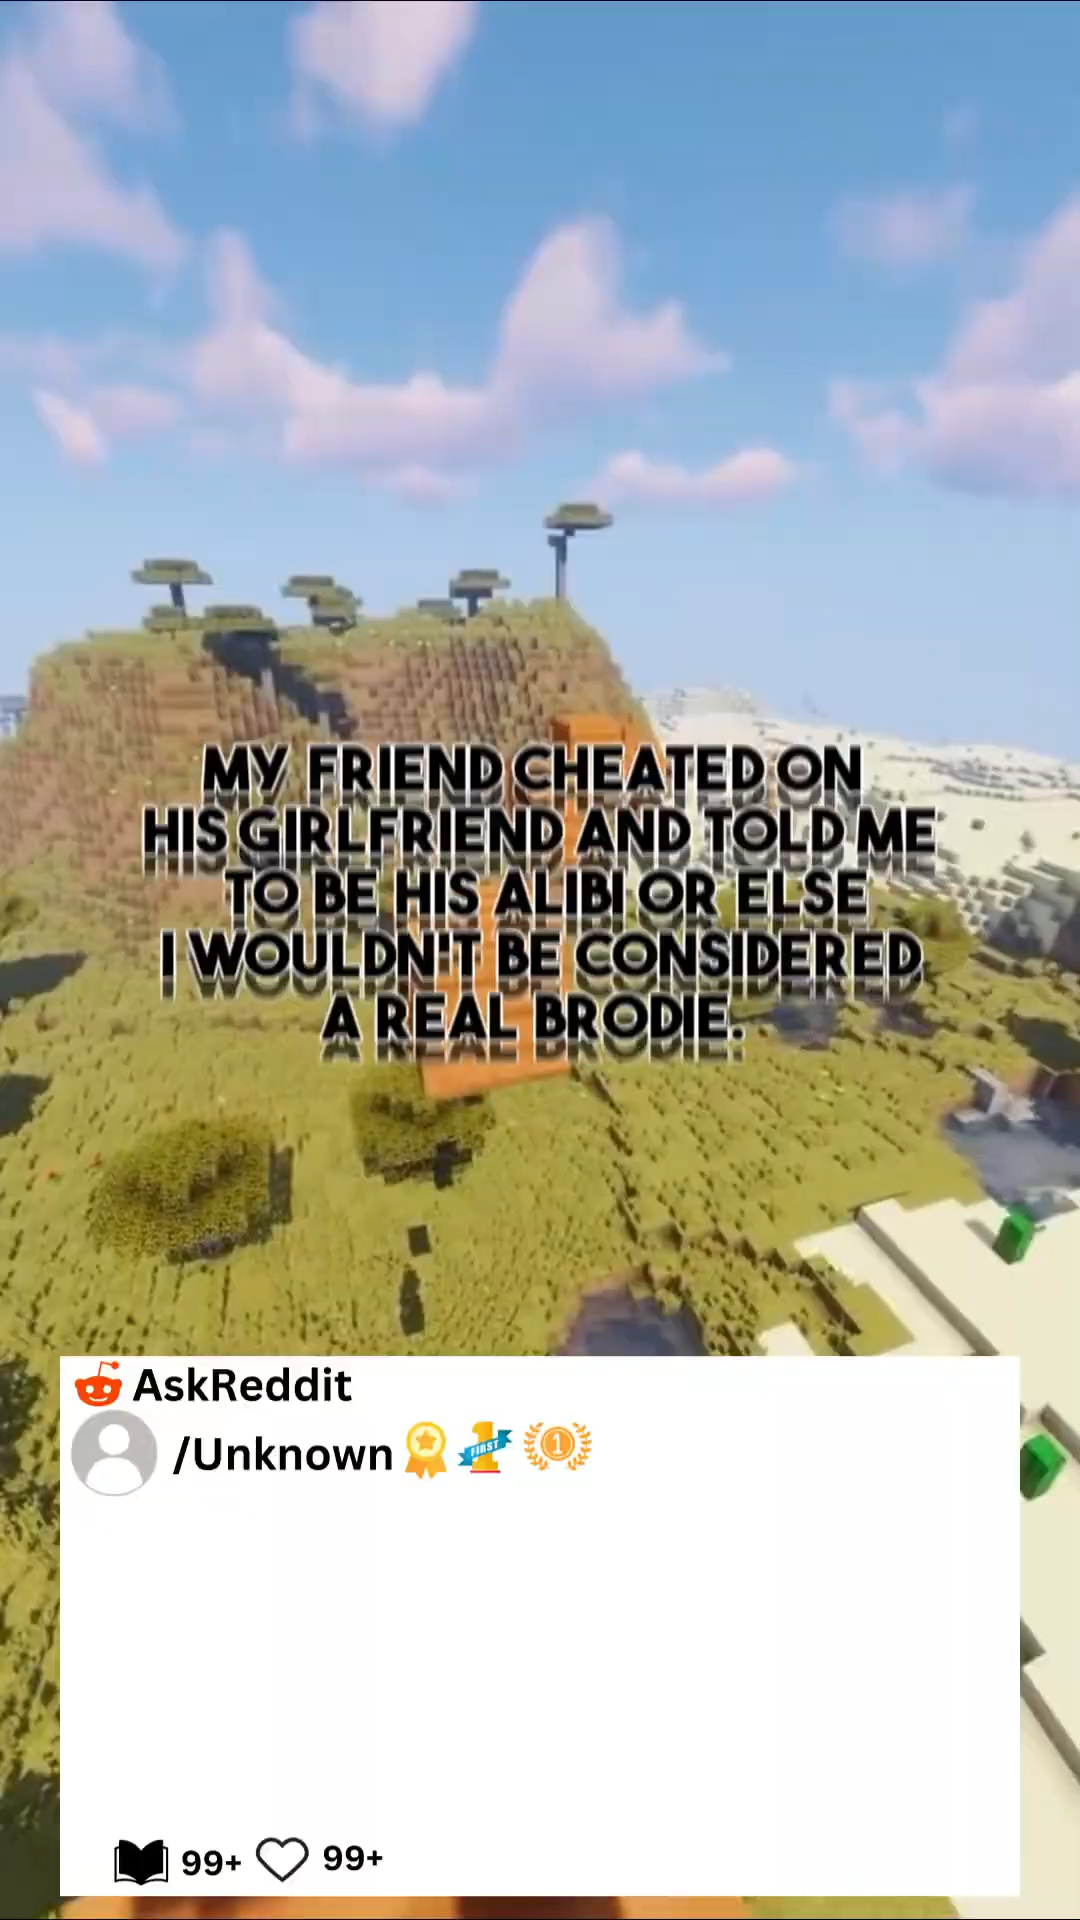 MY FRIEND CHEATED ON
HIS GIRLFRIEND AND TOLD ME
TO BE HIS ALIBI OR ELSE
I WOULDN'T BE CONSIDERED
A REAL BRODIE.
AskReddit
/Unknown
FIRST
1
99+ 99+